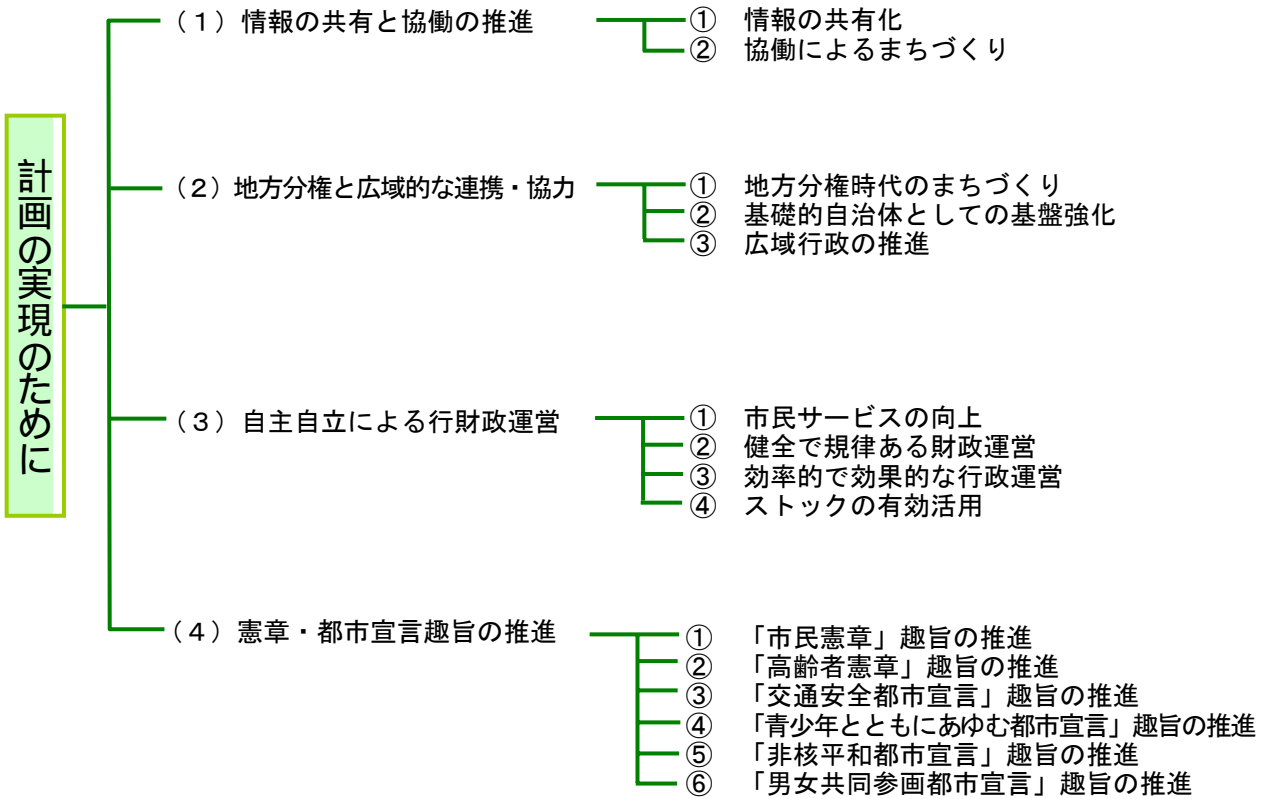 計画の実現のために
（１）情報の共有と協働の推進
① 情報の共有化
② 協働によるまちづくり
（２）地方分権と広域的な連携・協力
① 地方分権時代のまちづくり
② 基礎的自治体としての基盤強化
③ 広域行政の推進
（３）自主自立による行財政運営
① 市民サービスの向上
② 健全で規律ある財政運営
③ 効率的で効果的な行政運営
④ ストックの有効活用
（４）憲章・都市宣言趣旨の推進
① 「市民憲章」趣旨の推進
② 「高齢者憲章」趣旨の推進
③ 「交通安全都市宣言」趣旨の推進
④ 「青少年とともにあゆむ都市宣言」趣旨の推進
⑤ 「非核平和都市宣言」趣旨の推進
⑥ 「男女共同参画都市宣言」趣旨の推進